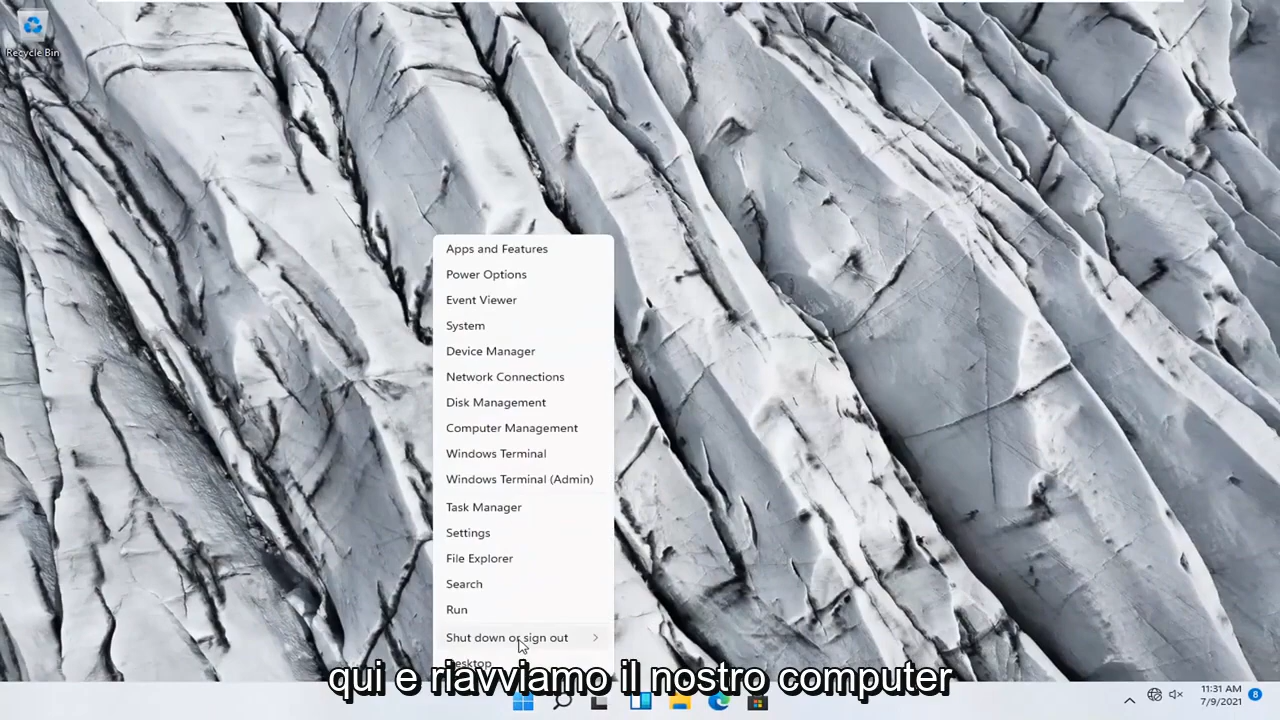 Recycle Bin
Apps and Features
Power Options
Event Viewer
System
Device Manager
Network Connections
Disk Management
Computer Management
Windows Terminal
Windows Terminal (Admin)
Task Manager
Settings
File Explorer
Search
Run
Shut down or sign out
Desktop
qui e riavviamo il nostro computer
11:31 AM
7/9/2021
8